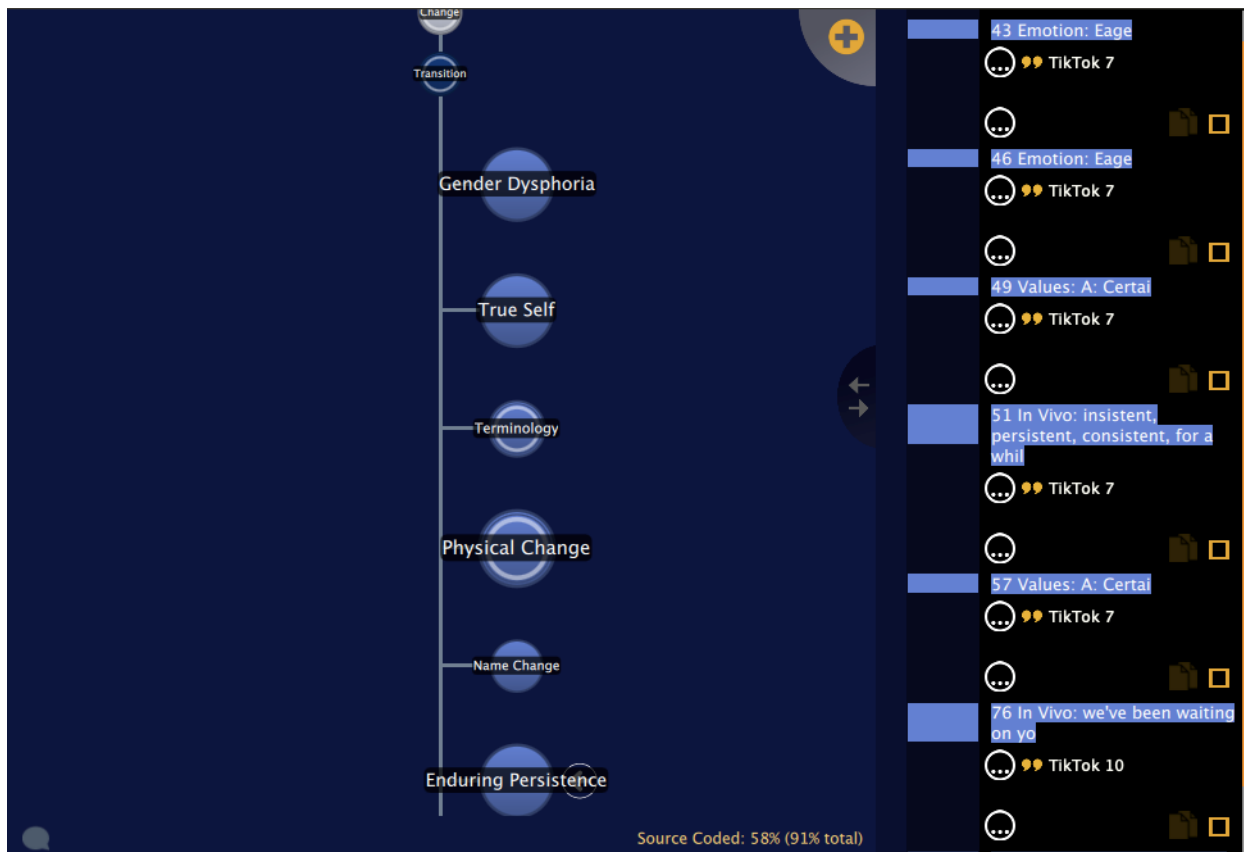 Change
Transition
Gender Dysphoria
True Self
Terminology
Physical Change
Name Change
Enduring Persistence
Source Coded: 58% (91% total)
43 Emotion: Eage
TikTok 7
46 Emotion: Eage
TikTok 7
49 Values: A: Certai
TikTok 7
51 In Vivo: insistent,
persistent, consistent, for a
whil
TikTok 7
57 Values: A: Certai
TikTok 7
76 In Vivo: we've been waiting
on yo
TikTok 10